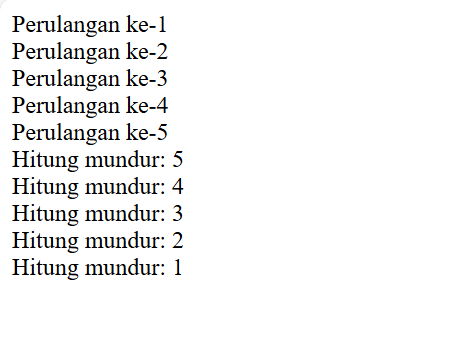 Perulangan ke-1
Perulangan ke-2
Perulangan ke-3
Perulangan ke-4
Perulangan ke-5
Hitung mundur: 5
Hitung mundur: 4
Hitung mundur: 3
Hitung mundur: 2
Hitung mundur: 1